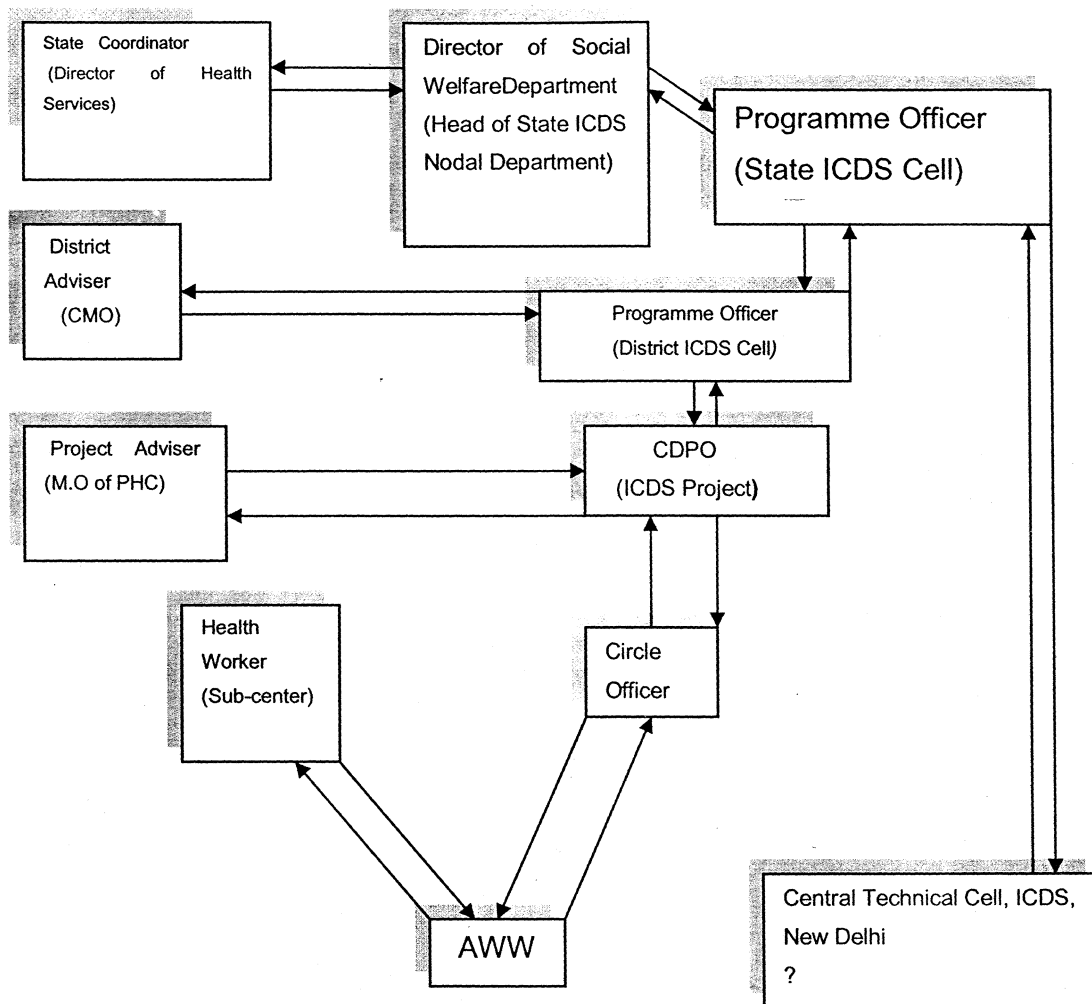 State Coordinator
(Director of Health
Services)
Director of Social
WelfareDepartment
(Head of State ICDS
Nodal Department)
Programme Officer
(State ICDS Cell)
District
Adviser
(CMO)
Programme Officer
(District ICDS Cell)
Project Adviser
(M.O of PHC)
CDPO
(ICDS Project)
Health
Worker
(Sub-center)
Circle
Officer
AWW
Central Technical Cell, ICDS,
New Delhi
?